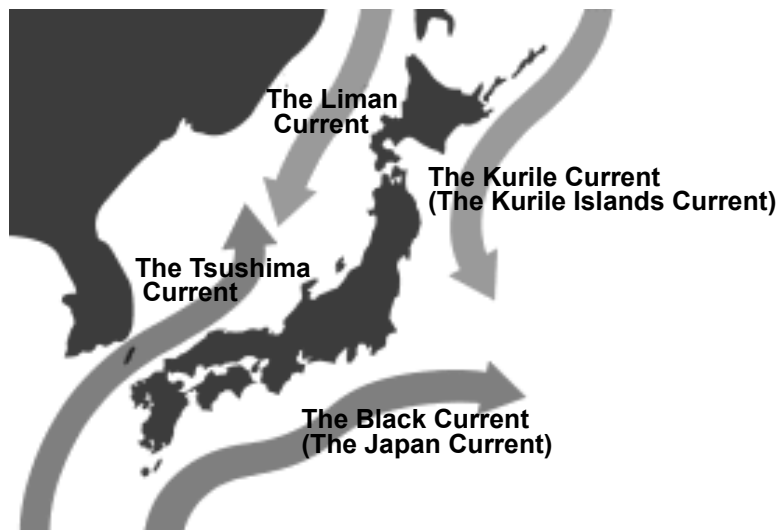 The Liman
Current
The Kurile Current
(The Kurile Islands Current)
The Tsushima
Current
The Black Current
(The Japan Current)